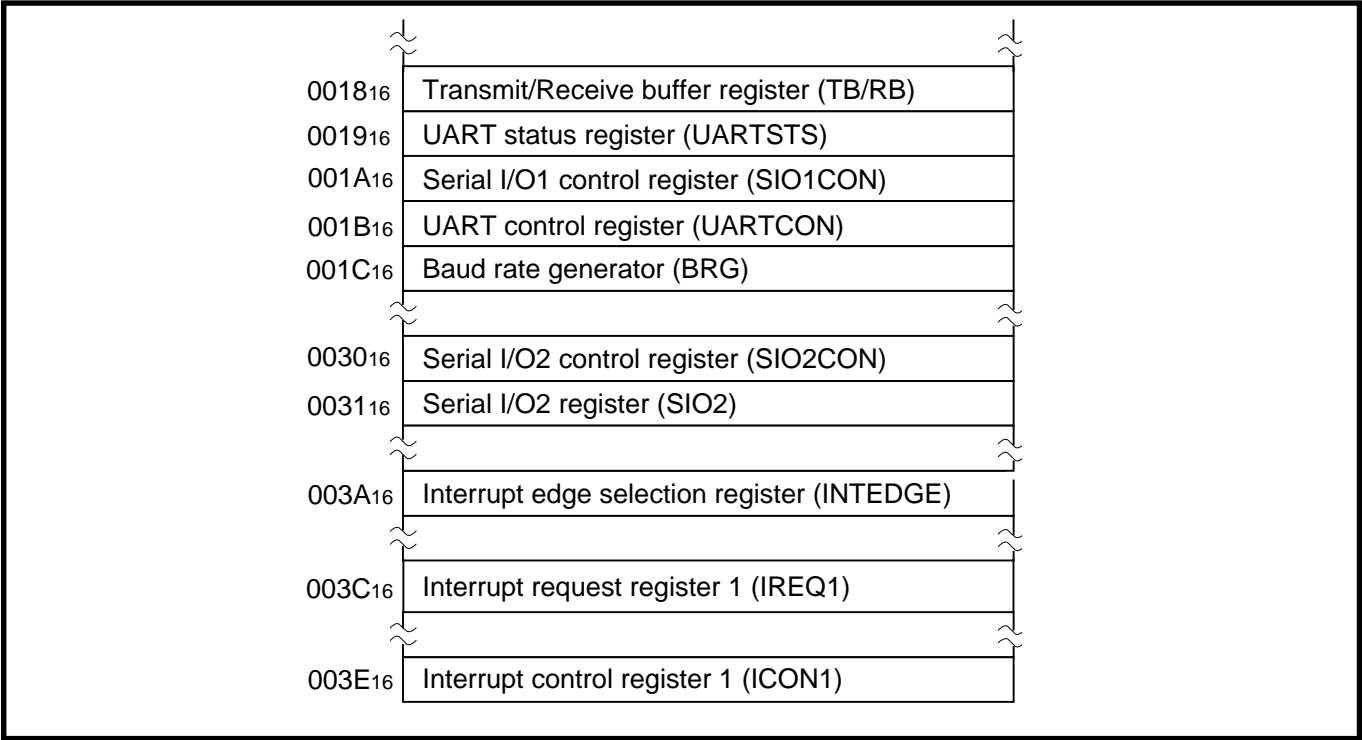 0018₁₆ Transmit/Receive buffer register (TB/RB)
0019₁₆ UART status register (UARTSTS)
001A₁₆ Serial I/O1 control register (SIO1CON)
001B₁₆ UART control register (UARTCON)
001C₁₆ Baud rate generator (BRG)
0030₁₆ Serial I/O2 control register (SIO2CON)
0031₁₆ Serial I/O2 register (SIO2)
003A₁₆ Interrupt edge selection register (INTEDGE)
003C₁₆ Interrupt request register 1 (IREQ1)
003E₁₆ Interrupt control register 1 (ICON1)